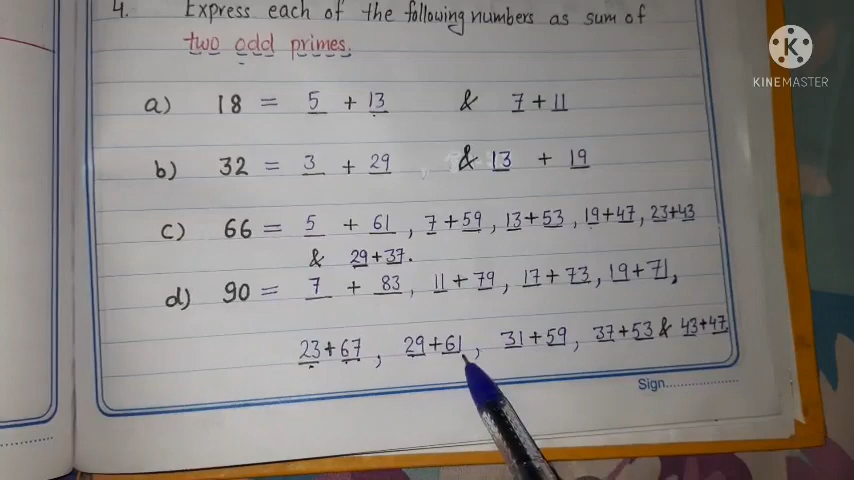 4. Express each of the following numbers as sum of
two odd primes.
KINEMASTER
a) 18 = 5 + 13 & 7 + 11
b) 32 = 3 + 29 & 13 + 19
c) 66 = 5 + 61, 7 + 59, 13 + 53, 19 + 47, 23 + 43
& 29 + 37.
d) 90 = 7 + 83, 11 + 79, 17 + 73, 19 + 71,
23 + 67, 29 + 61, 31 + 59, 37 + 53 & 43 + 47.
Sign....................